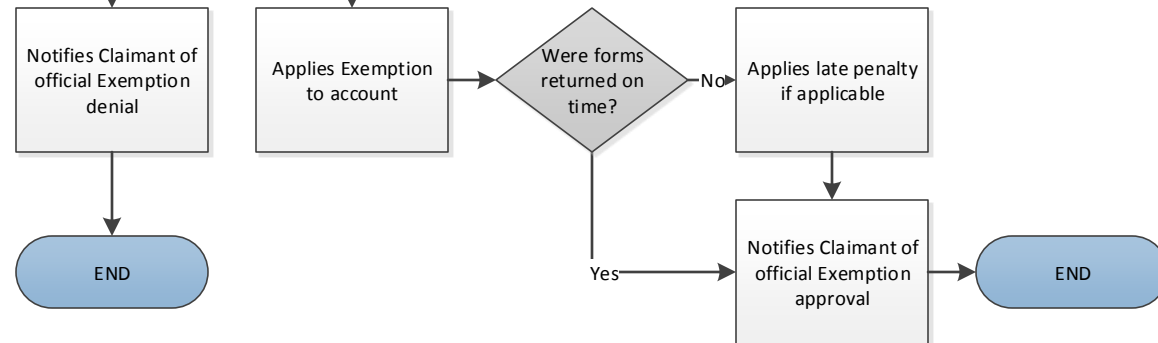 Notifies Claimant of
official Exemption
denial
Applies Exemption
to account
Were forms
returned on
time?
No
Applies late penalty
if applicable
END
Yes
Notifies Claimant of
official Exemption
approval
END